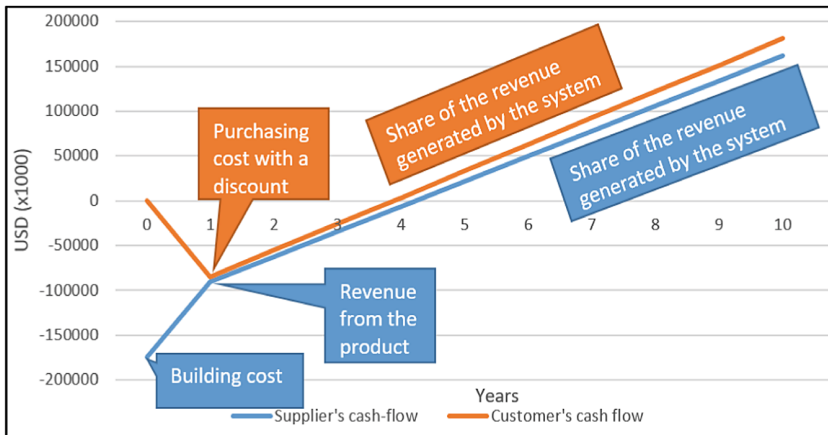 200000
150000
100000
50000
0
-50000
-100000
-150000
-200000
USD (x1000)
0 1 2 3 4 5 6 7 8 9 10
Purchasing
cost with a
discount
Share of the revenue
generated by the system
Share of the revenue
generated by the system
Revenue
from the
product
Building cost
Years
Supplier's cash-flow
Customer's cash flow